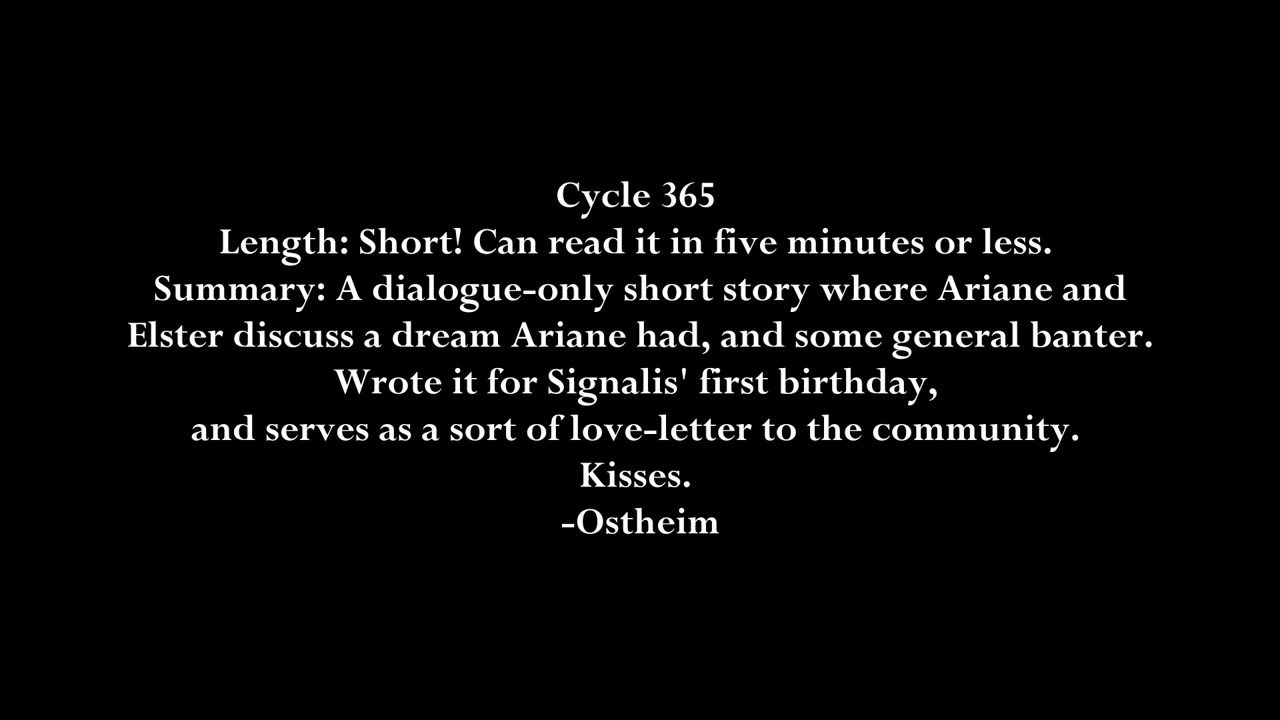 Cycle 365
Length: Short! Can read it in five minutes or less.
Summary: A dialogue-only short story where Ariane and
Elster discuss a dream Ariane had, and some general banter.
Wrote it for Signalis' first birthday,
and serves as a sort of love-letter to the community.
Kisses.
-Ostheim